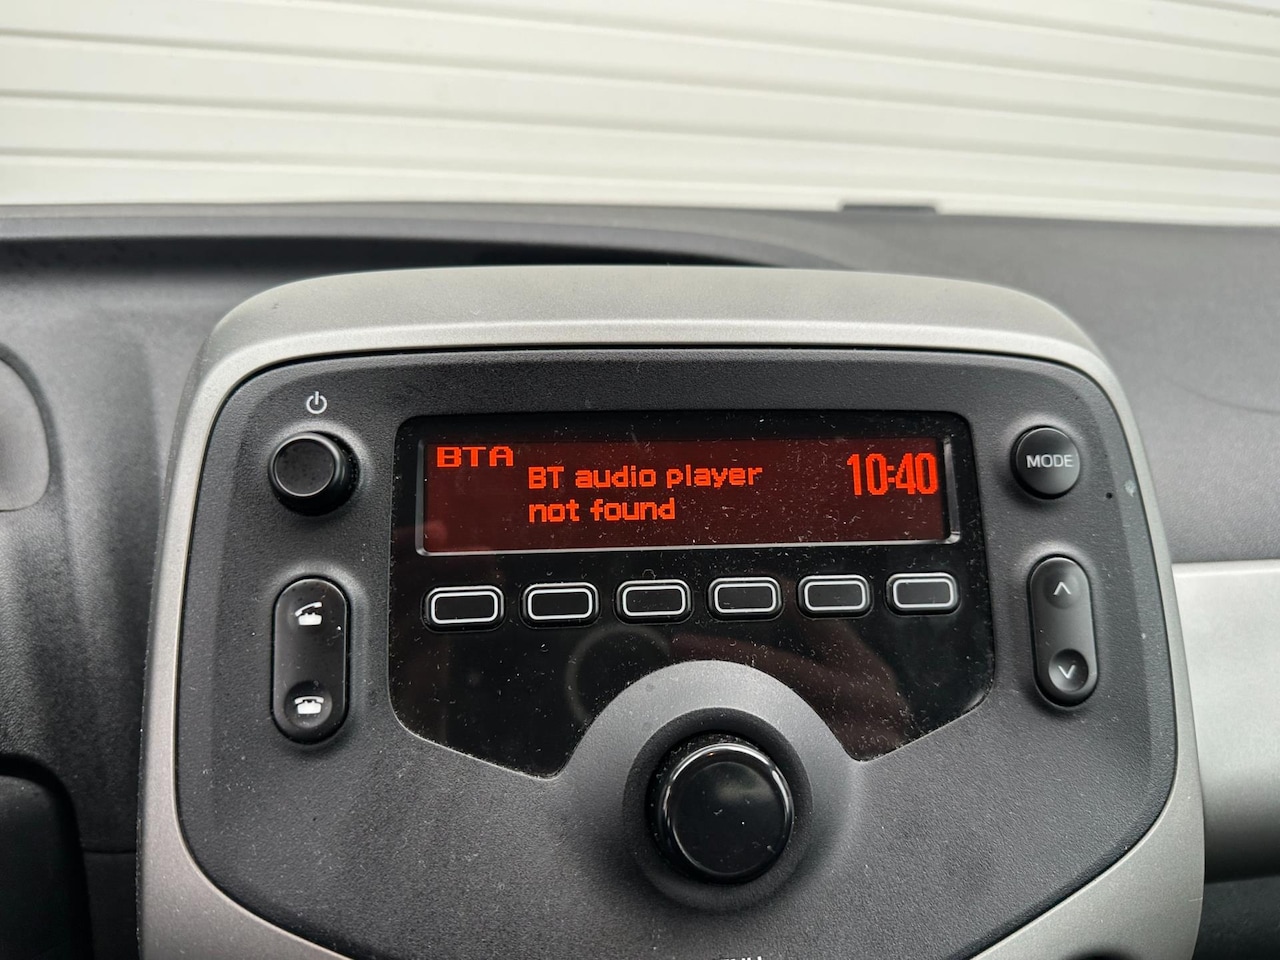 BTA
BT audio player
not found
10:40
MODE